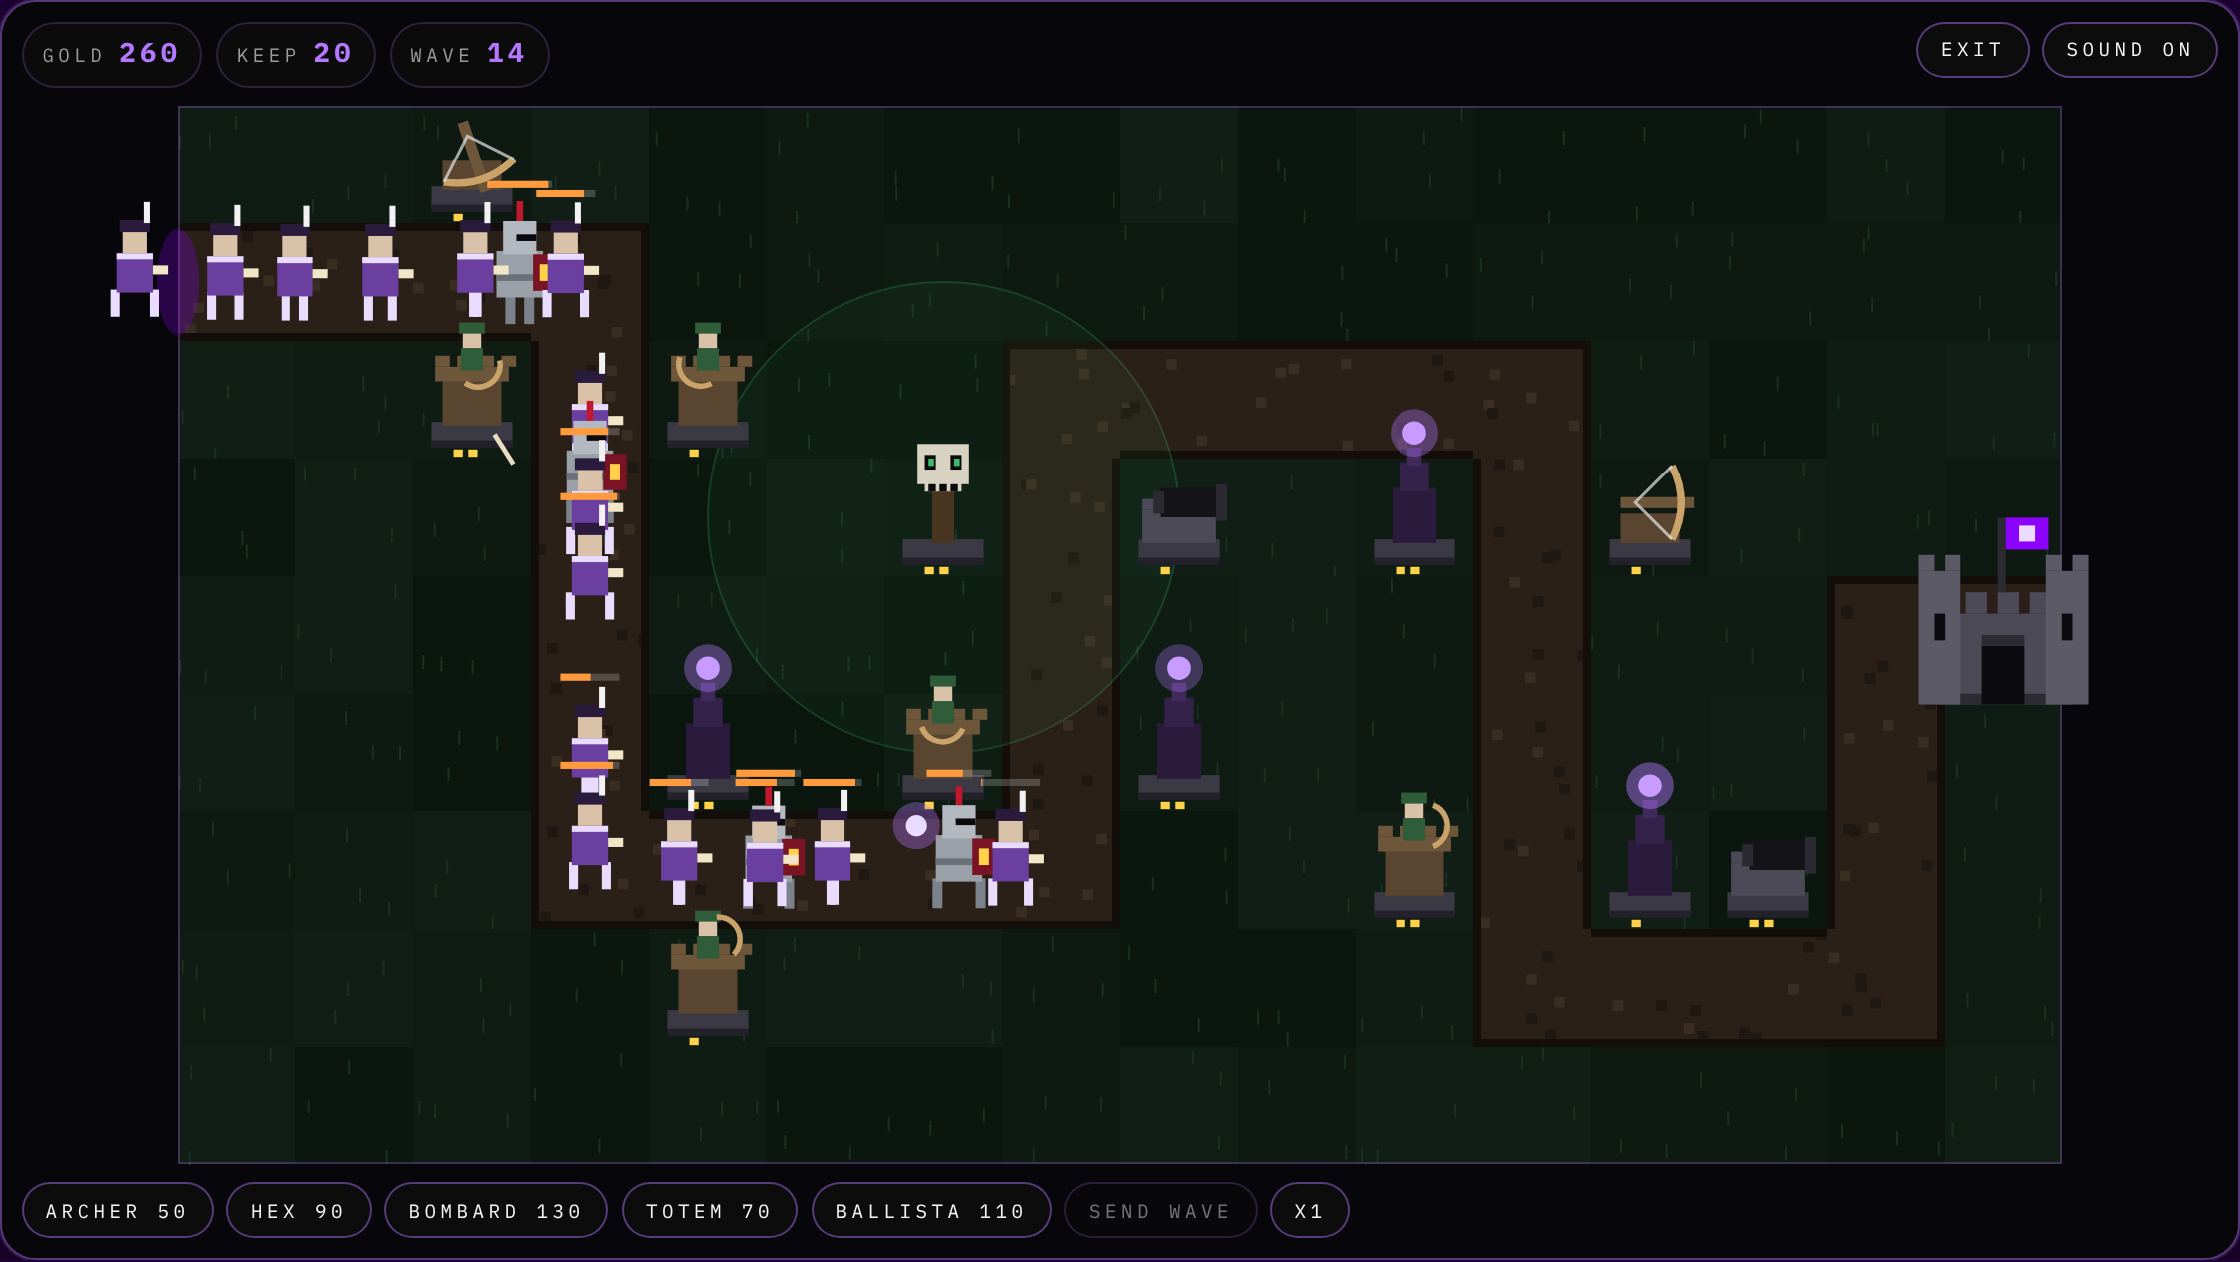 GOLD 260 KEEP 20 WAVE 14 EXIT SOUND ON
ARCHER 50 HEX 90 BOMBARD 130 TOTEM 70 BALLISTA 110 SEND WAVE X1